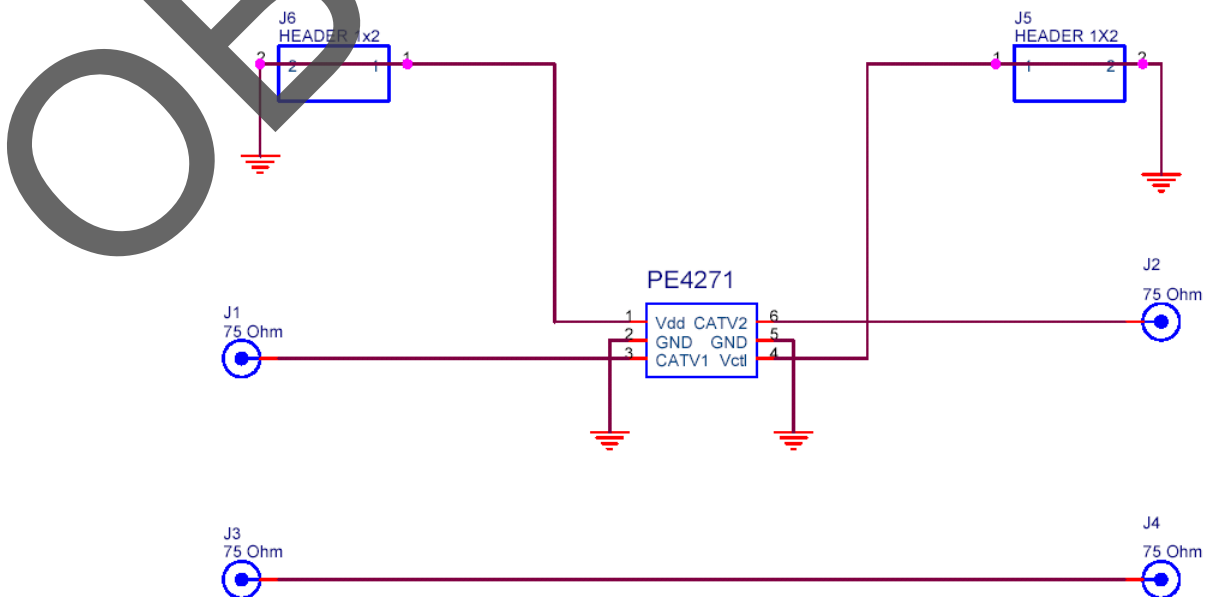 J6
HEADER 1x2
2
2
1
1
J5
HEADER 1X2
1
1
2
2
PE4271
J2
75 Ohm
J1
75 Ohm
1
Vdd CATV2
6
2
GND GND
5
3
CATV1 Vctl
4
J3
75 Ohm
J4
75 Ohm